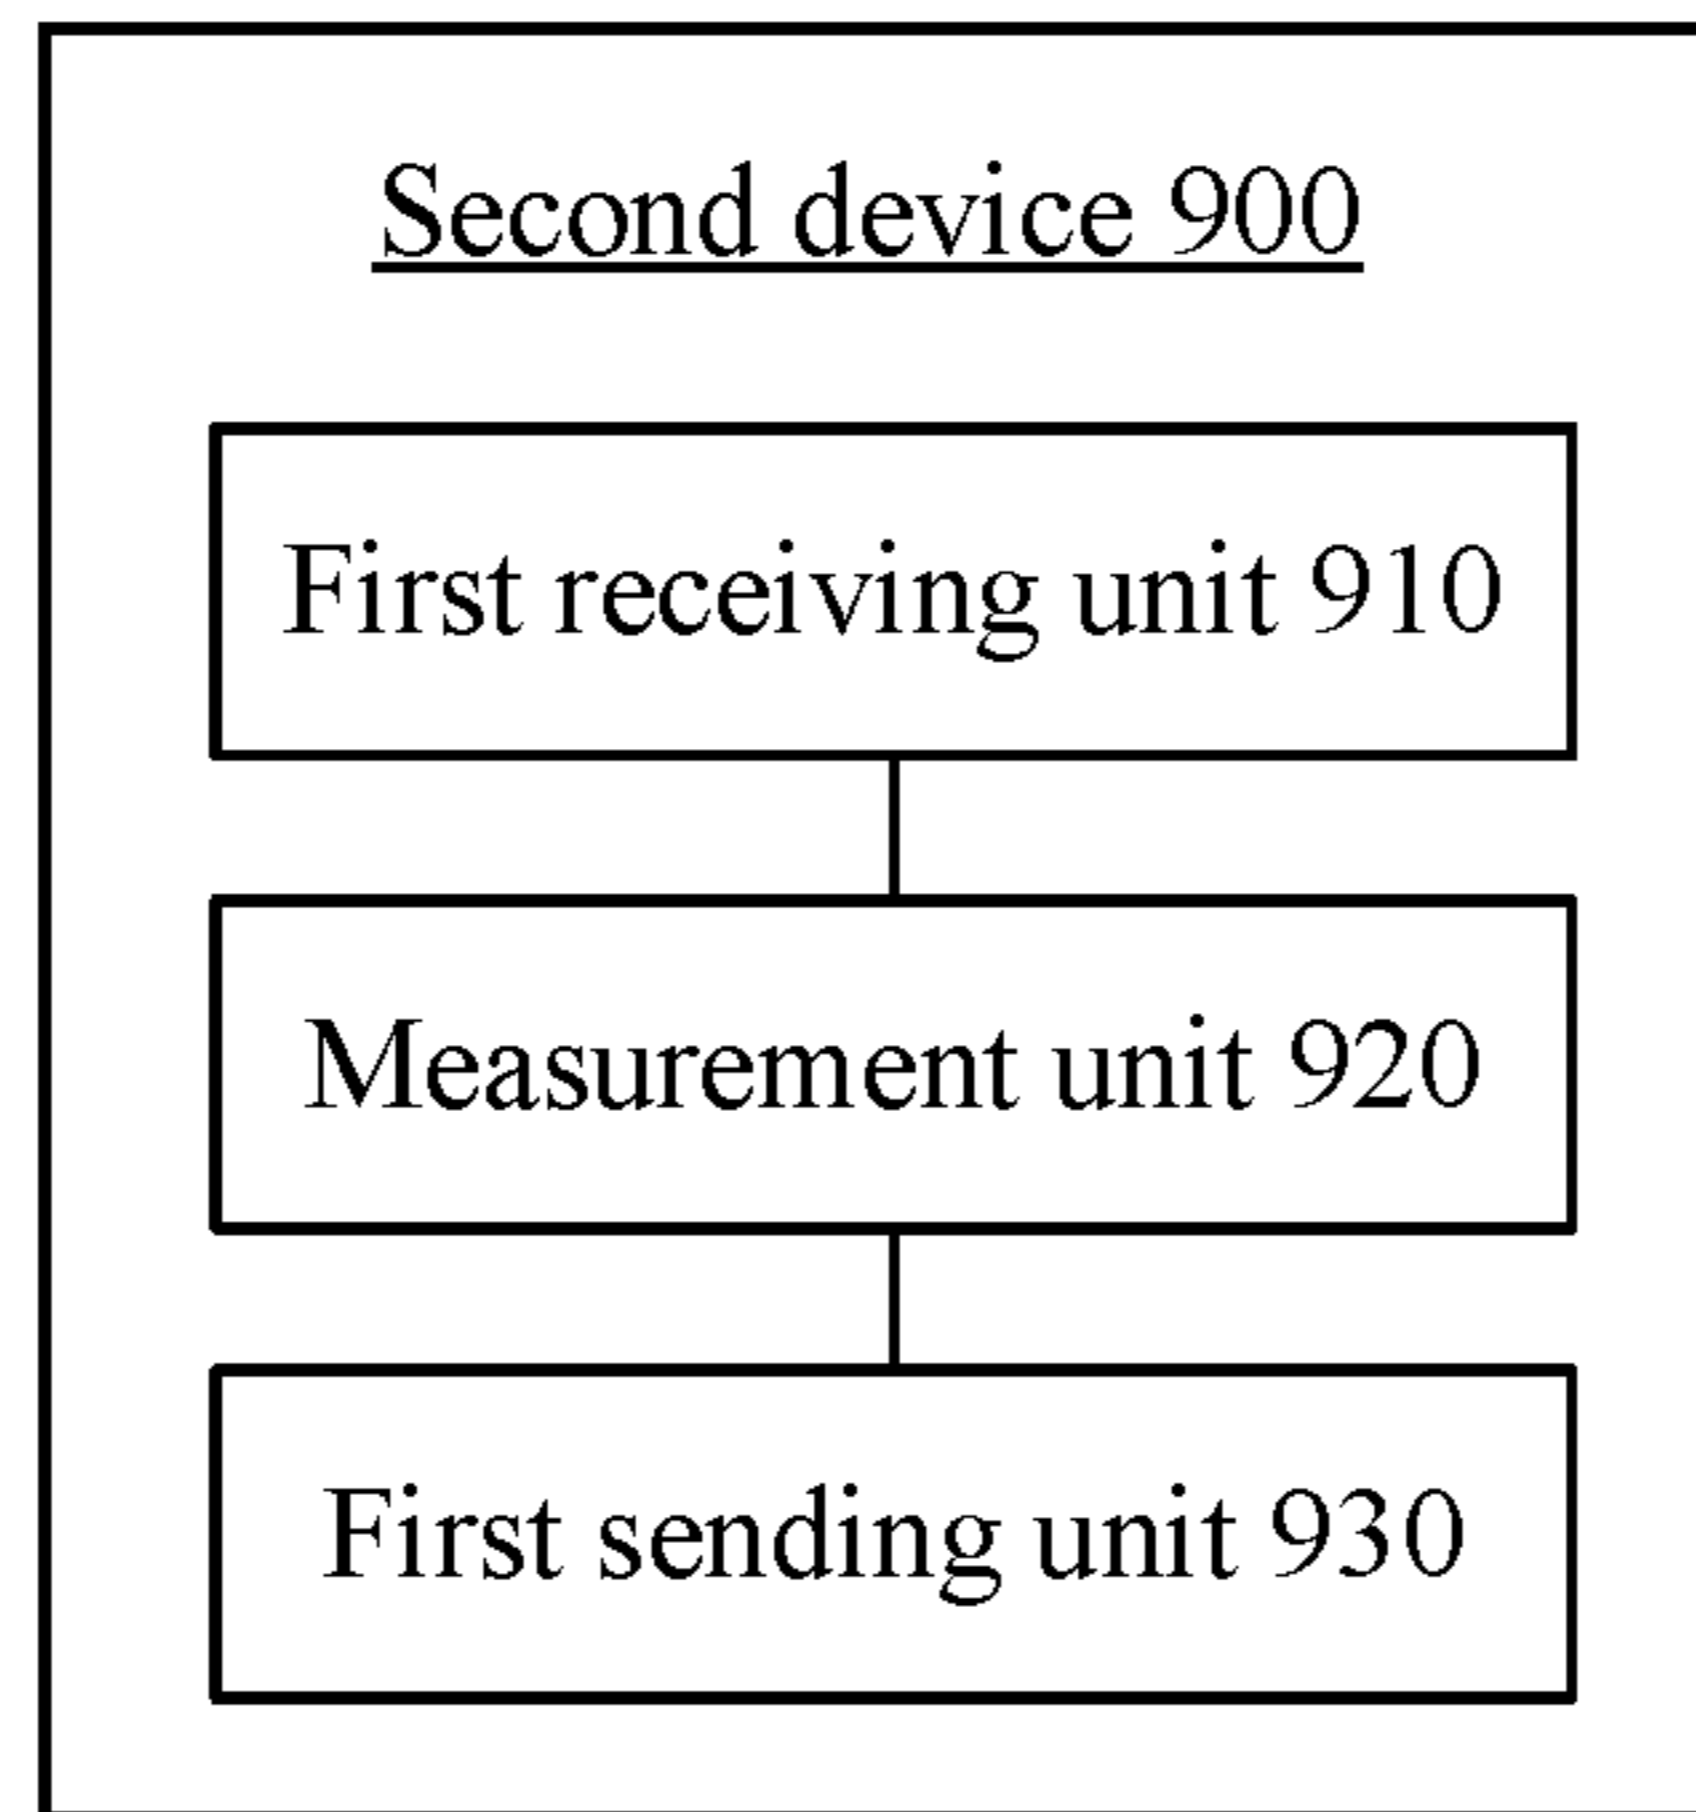 Second device 900
First receiving unit 910
Measurement unit 920
First sending unit 930